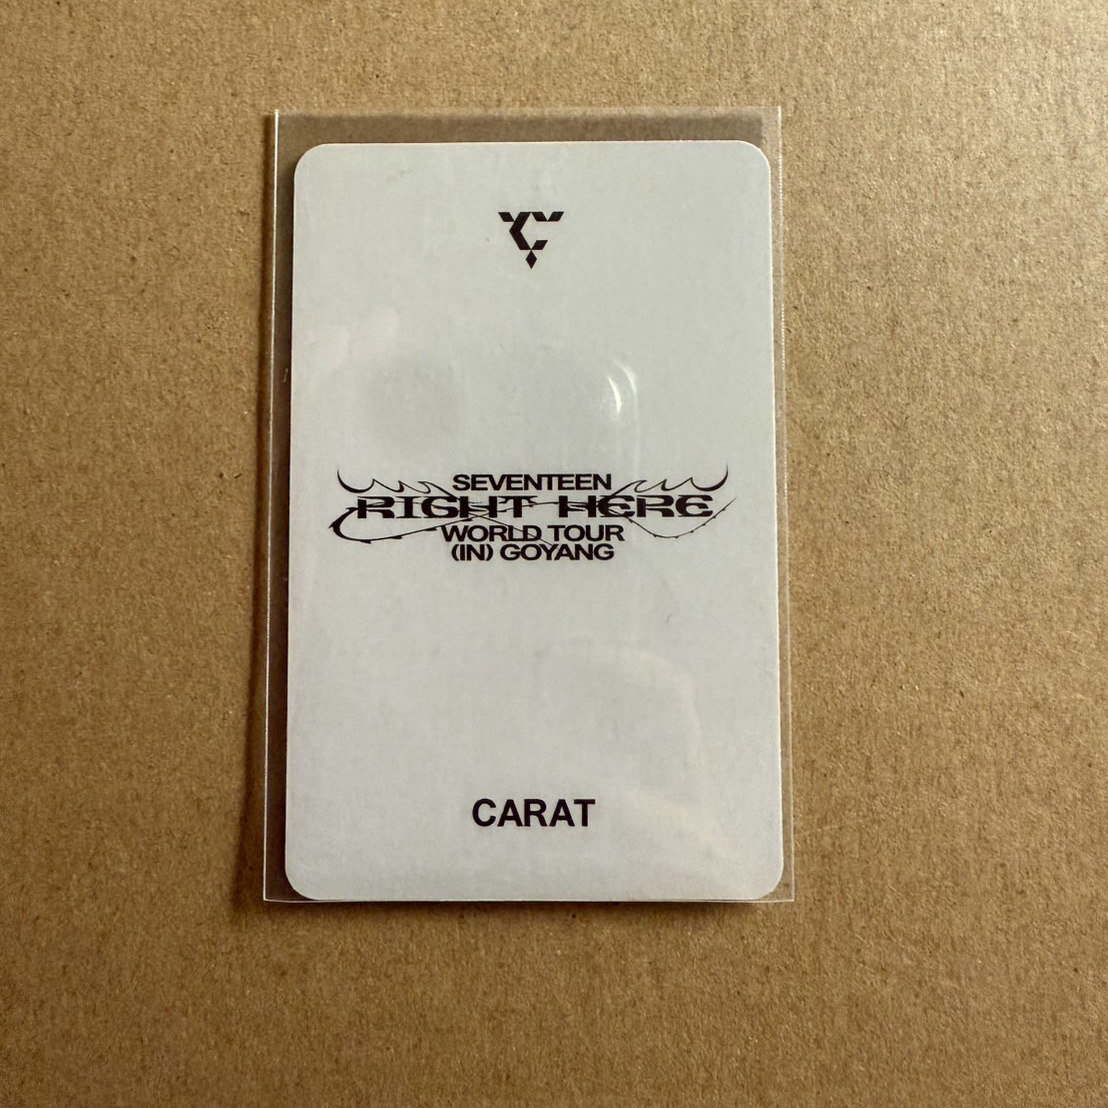 SEVENTEEN
RIGHT HERE
WORLD TOUR
(IN) GOYANG
CARAT